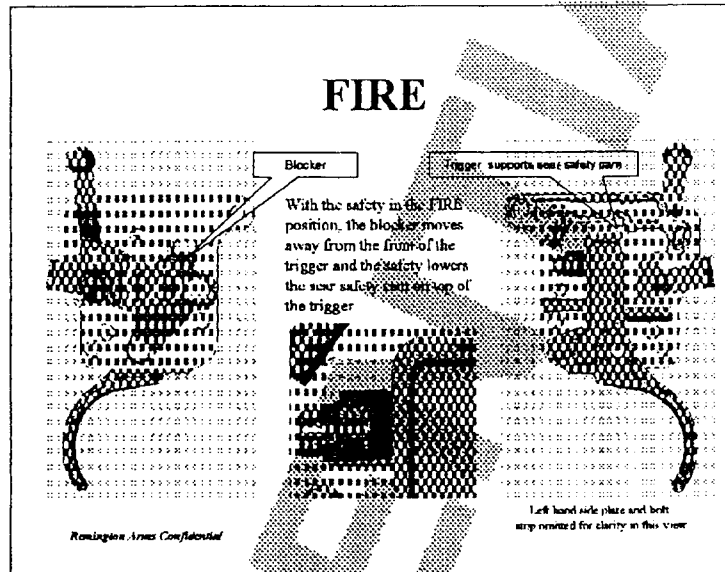 FIRE
Blocker
Trigger supports sear safety cam
With the safety in the FIRE
position, the blocker moves
away from the front of the
trigger and the safety lowers
the sear safety cam on top of
the trigger
Remington Arms Confidential
Left hand side plate and bolt
stop omitted for clarity in this view